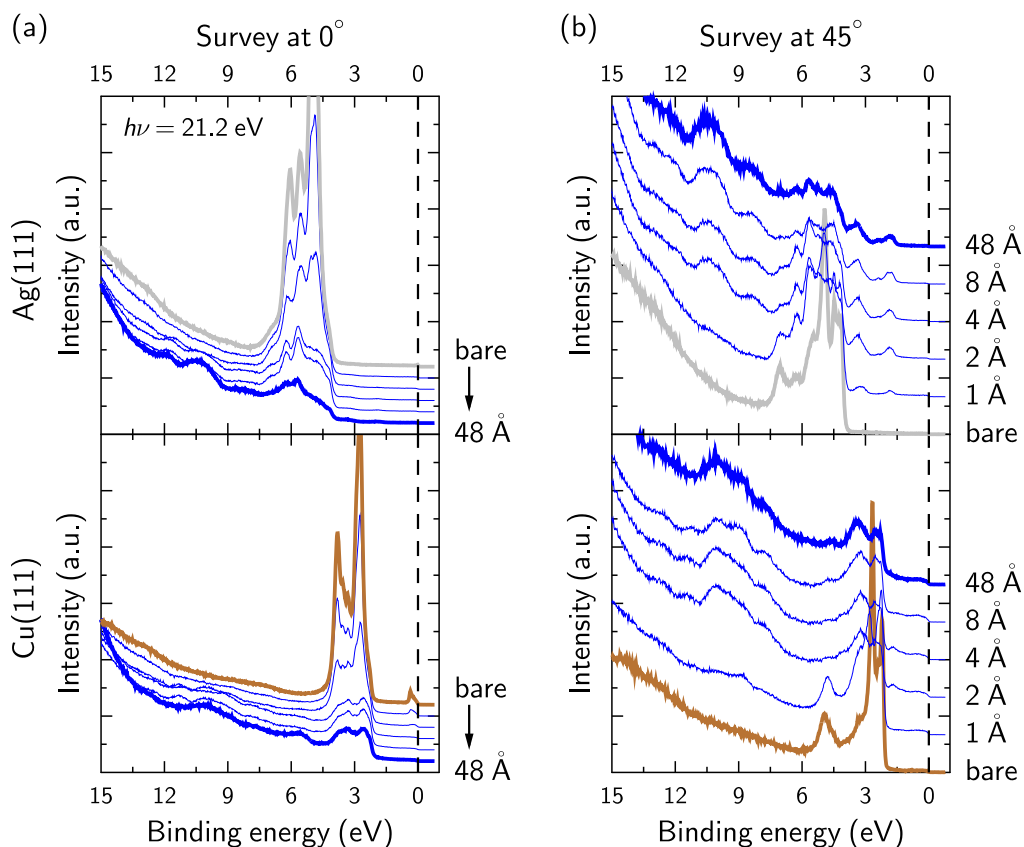 (a)
Survey at 0°
15 12 9 6 3 0
hν = 21.2 eV
Ag(111)
Intensity (a.u.)
bare
48 Å
Cu(111)
Intensity (a.u.)
bare
48 Å
15 12 9 6 3 0
Binding energy (eV)
(b)
Survey at 45°
15 12 9 6 3 0
Intensity (a.u.)
48 Å
8 Å
4 Å
2 Å
1 Å
bare
Intensity (a.u.)
48 Å
8 Å
4 Å
2 Å
1 Å
bare
15 12 9 6 3 0
Binding energy (eV)